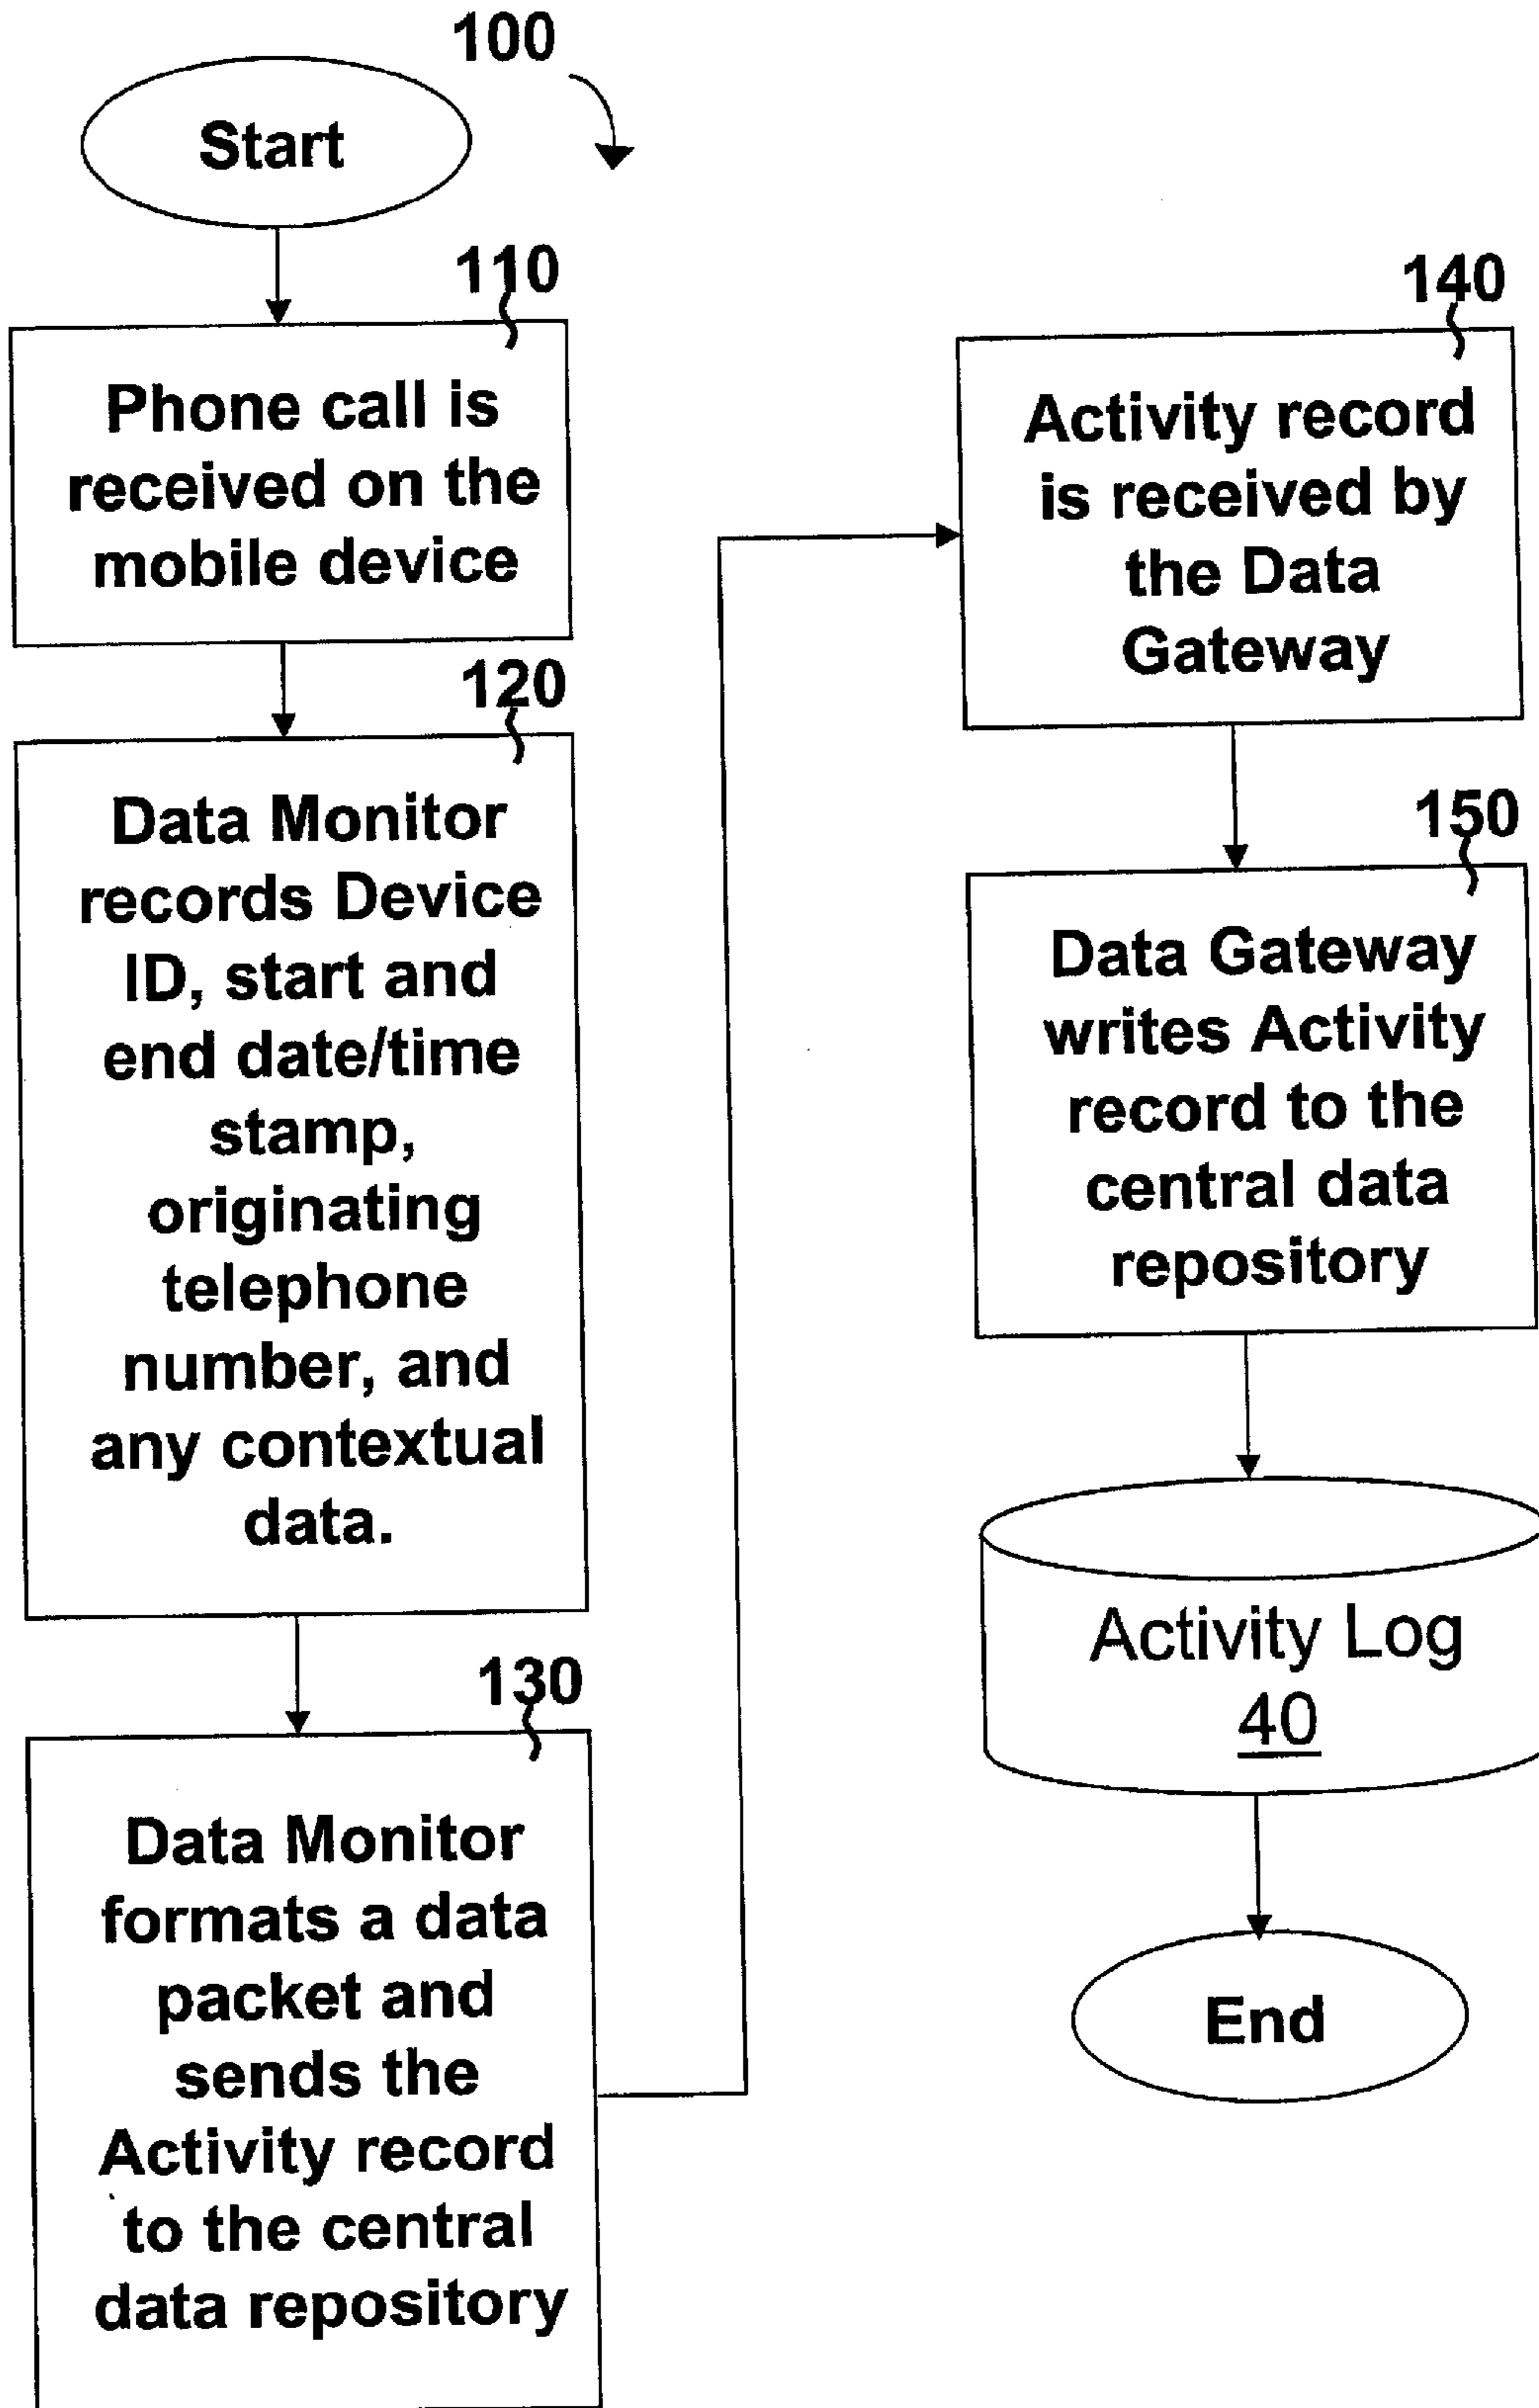 100
Start
110
Phone call is
received on the
mobile device
120
Data Monitor
records Device
ID, start and
end date/time
stamp,
originating
telephone
number, and
any contextual
data.
130
Data Monitor
formats a data
packet and
sends the
Activity record
to the central
data repository
140
Activity record
is received by
the Data
Gateway
150
Data Gateway
writes Activity
record to the
central data
repository
Activity Log
40
End